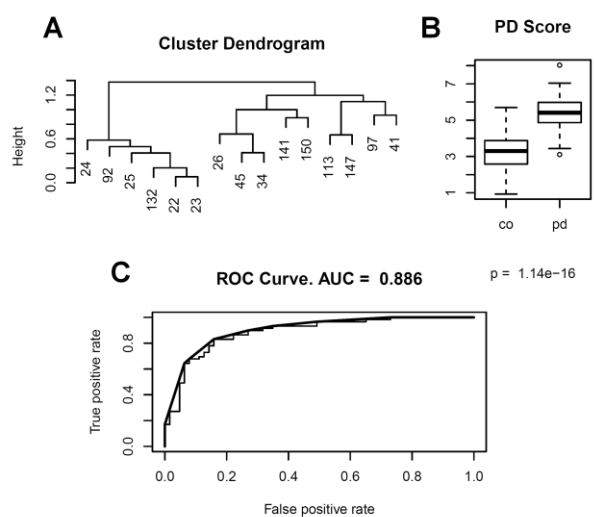 A
Cluster Dendrogram
Height
0.0 0.6 1.2
24
92
25
132
22
23
26
45
34
141
150
113
147
97
41
B
PD Score
1 3 5 7
co pd
p = 1.14e−16
C
ROC Curve. AUC = 0.886
True positive rate
0.0 0.4 0.8
0.0 0.2 0.4 0.6 0.8 1.0
False positive rate